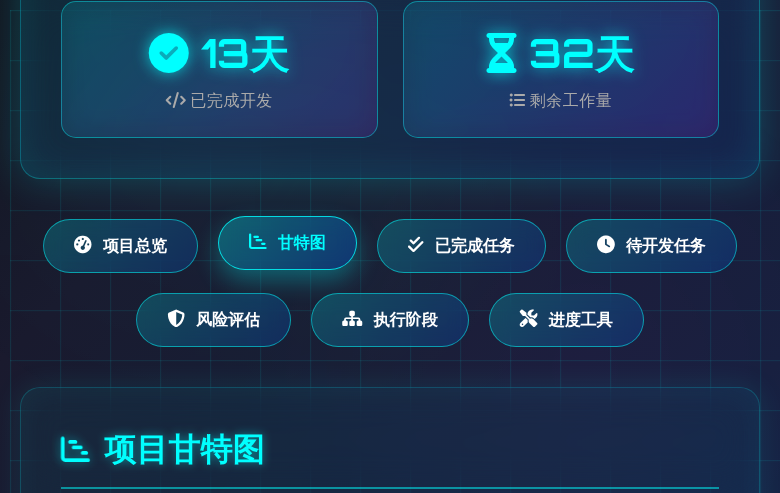 13天
已完成开发
32天
剩余工作量
项目总览
甘特图
已完成任务
待开发任务
风险评估
执行阶段
进度工具
项目甘特图